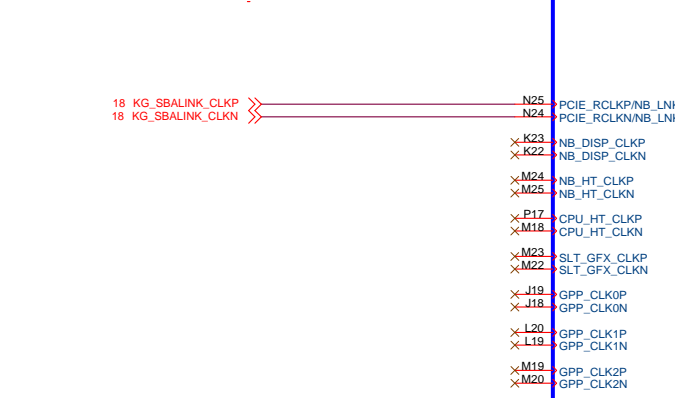 18 KG_SBALINK_CLKP N25 PCIE_RCLKP/NB_LNK
18 KG_SBALINK_CLKN N24 PCIE_RCLKN/NB_LNK
K23 NB_DISP_CLKP
K22 NB_DISP_CLKN
M24 NB_HT_CLKP
M25 NB_HT_CLKN
P17 CPU_HT_CLKP
M18 CPU_HT_CLKN
M23 SLT_GFX_CLKP
M22 SLT_GFX_CLKN
J19 GPP_CLK0P
J18 GPP_CLK0N
L20 GPP_CLK1P
L19 GPP_CLK1N
M19 GPP_CLK2P
M20 GPP_CLK2N